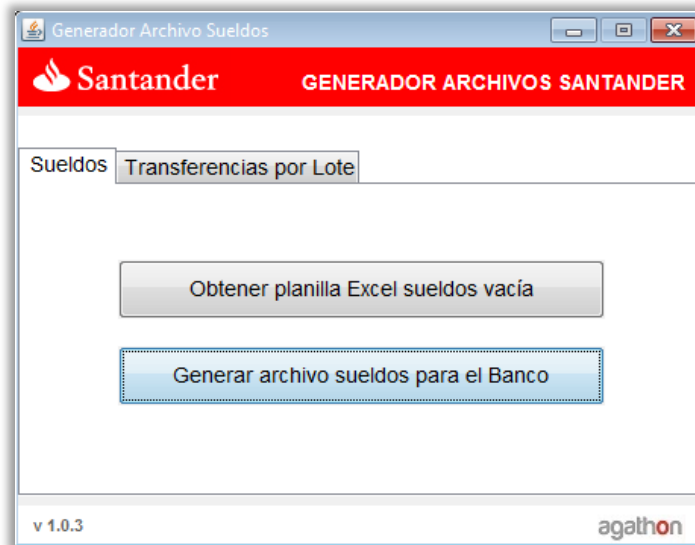 Generador Archivo Sueldos
Santander GENERADOR ARCHIVOS SANTANDER
Sueldos Transferencias por Lote
Obtener planilla Excel sueldos vacía
Generar archivo sueldos para el Banco
v 1.0.3 agathon